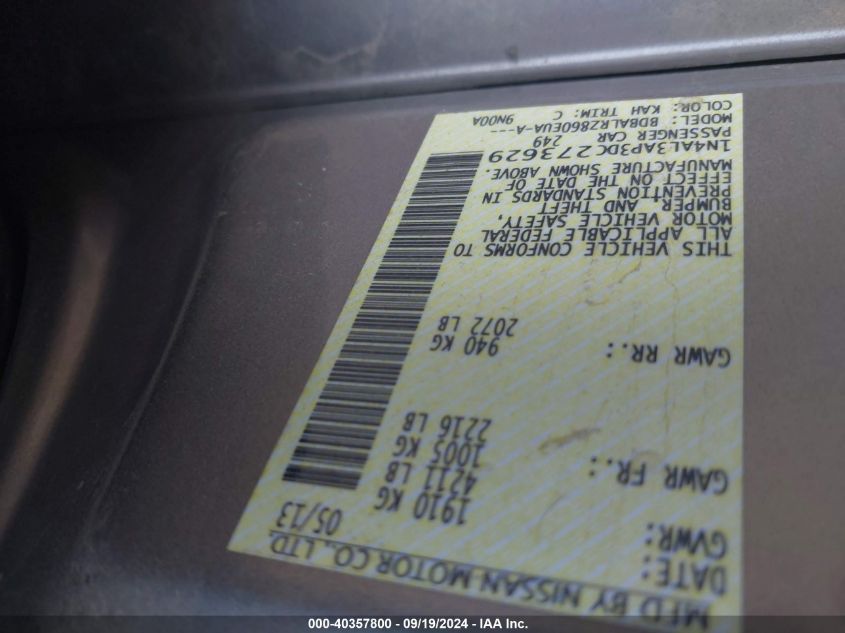 MFD BY NISSAN MOTOR CO., LTD.
DATE: 05/13
GVWR: 1910 KG
4211 LB
GAWR FR.: 1005 KG
2216 LB
GAWR RR.: 940 KG
2072 LB
THIS VEHICLE CONFORMS TO
ALL APPLICABLE FEDERAL
MOTOR VEHICLE SAFETY,
BUMPER, AND THEFT
PREVENTION STANDARDS IN
EFFECT ON THE DATE OF
MANUFACTURE SHOWN ABOVE.
1N4AL3AP3DC273629
PASSENGER CAR 249
MODEL: BDBALRZ860EUA-A---
COLOR: KAH TRIM: C 9N00A
000-40357800 - 09/19/2024 - IAA Inc.